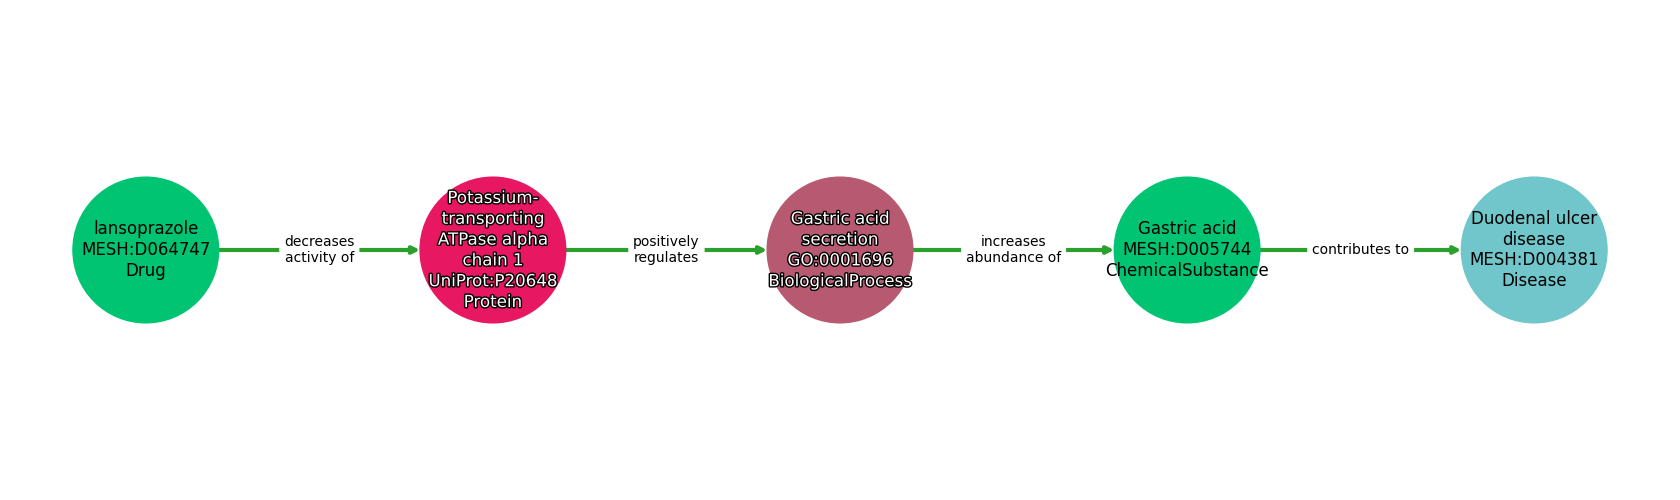 lansoprazole
MESH:D064747
Drug
decreases
activity of
Potassium-
transporting
ATPase alpha
chain 1
UniProt:P20648
Protein
positively
regulates
Gastric acid
secretion
GO:0001696
BiologicalProcess
increases
abundance of
Gastric acid
MESH:D005744
ChemicalSubstance
contributes to
Duodenal ulcer
disease
MESH:D004381
Disease